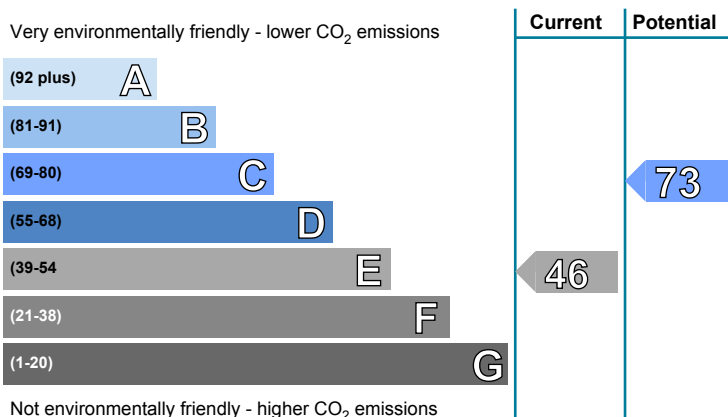 Very environmentally friendly - lower CO2 emissions
Current
Potential
(92 plus) A
(81-91) B
(69-80) C
73
(55-68) D
(39-54 E
46
(21-38) F
(1-20) G
Not environmentally friendly - higher CO2 emissions